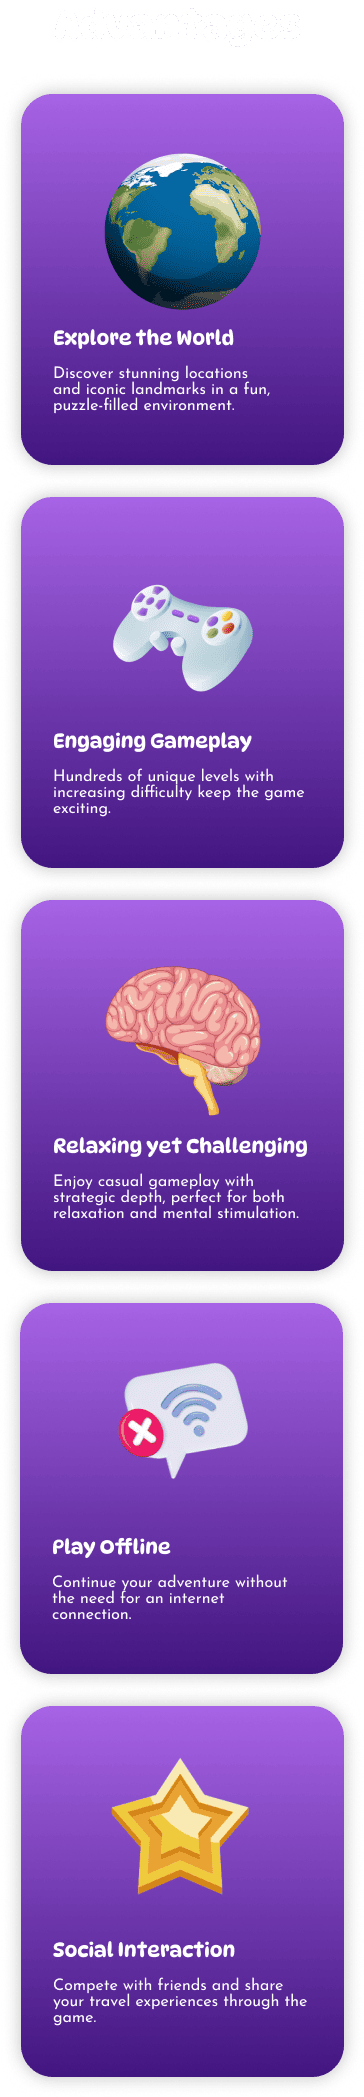 Explore the World
Discover stunning locations
and iconic landmarks in a fun,
puzzle-filled environment.
Engaging Gameplay
Hundreds of unique levels with
increasing difficulty keep the game
exciting.
Relaxing yet Challenging
Enjoy casual gameplay with
strategic depth, perfect for both
relaxation and mental stimulation.
Play Offline
Continue your adventure without
the need for an internet
connection.
Social Interaction
Compete with friends and share
your travel experiences through the
game.